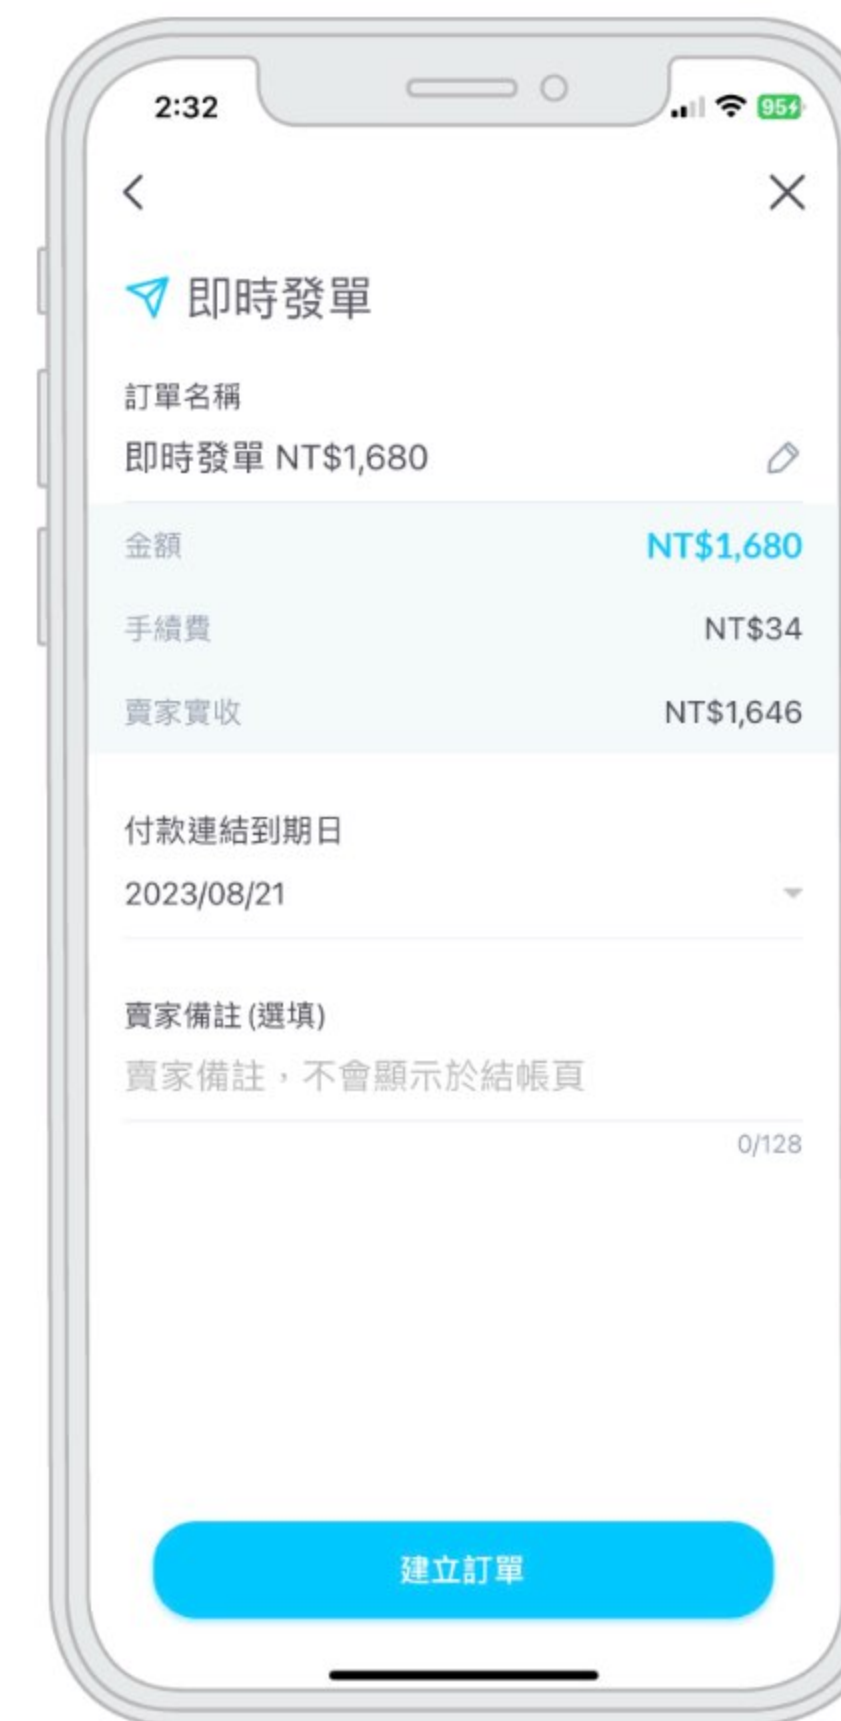 2:32
95
即時發單
訂單名稱
即時發單 NT$1,680
金額 NT$1,680
手續費 NT$34
賣家實收 NT$1,646
付款連結到期日
2023/08/21
賣家備註 (選填)
賣家備註，不會顯示於結帳頁
0/128
建立訂單